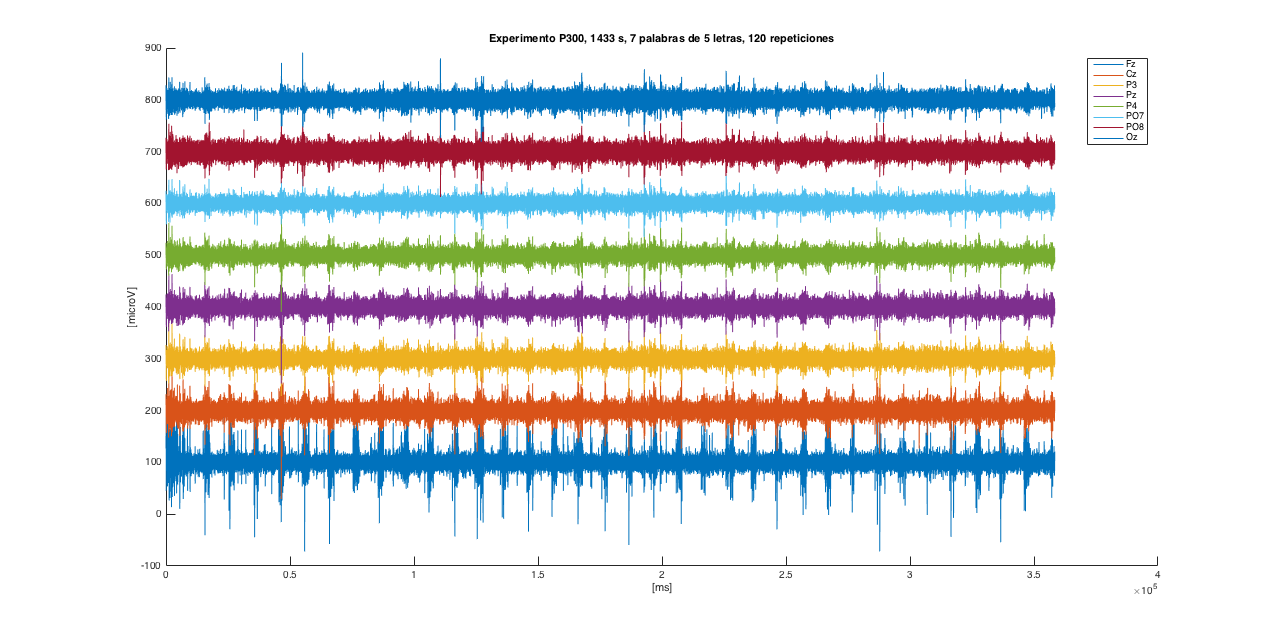 Experimento P300, 1433 s, 7 palabras de 5 letras, 120 repeticiones
900
800
700
600
500
400
300
200
100
0
-100
[microV]
0
0.5
1
1.5
2
2.5
3
3.5
4
×10⁵
[ms]
Fz
Cz
P3
Pz
P4
PO7
PO8
Oz